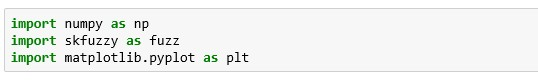 import numpy as np
import skfuzzy as fuzz
import matplotlib.pyplot as plt